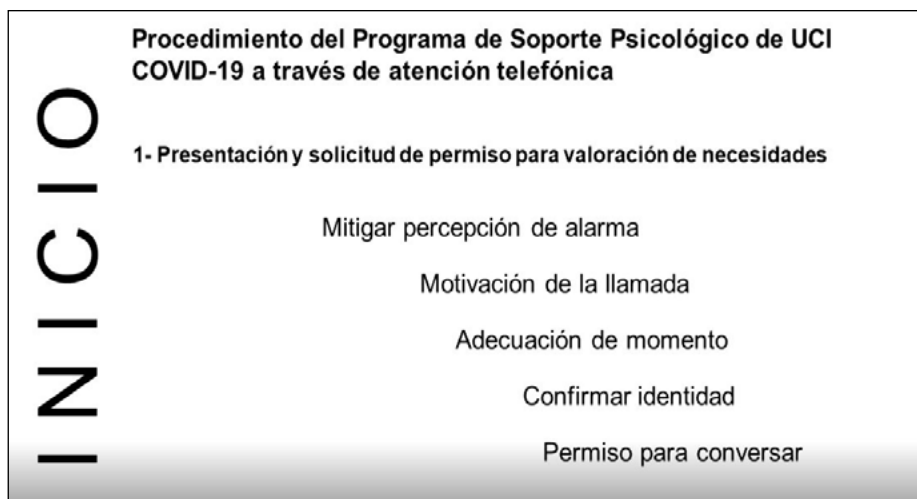 INICIO
Procedimiento del Programa de Soporte Psicológico de UCI
COVID-19 a través de atención telefónica
1- Presentación y solicitud de permiso para valoración de necesidades
Mitigar percepción de alarma
Motivación de la llamada
Adecuación de momento
Confirmar identidad
Permiso para conversar